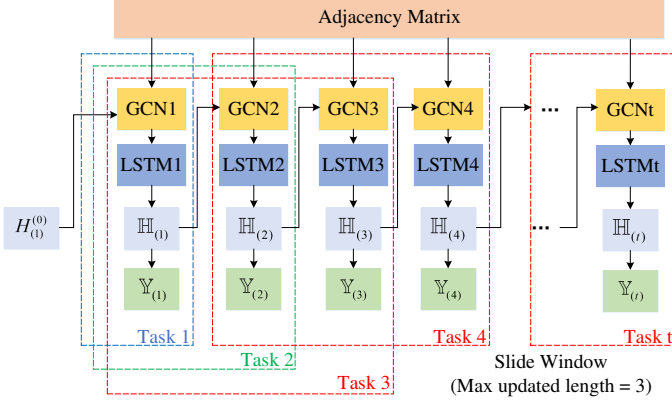 Adjacency Matrix
GCN1 GCN2 GCN3 GCN4 ... GCNt
LSTM1 LSTM2 LSTM3 LSTM4 LSTMt
H₍₁₎⁽⁰⁾ ℍ₍₁₎ ℍ₍₂₎ ℍ₍₃₎ ℍ₍₄₎ ... ℍ₍ₜ₎
𝕐₍₁₎ 𝕐₍₂₎ 𝕐₍₃₎ 𝕐₍₄₎ 𝕐₍ₜ₎
Task 1 Task 4 Task t
Task 2
Task 3
Slide Window
(Max updated length = 3)